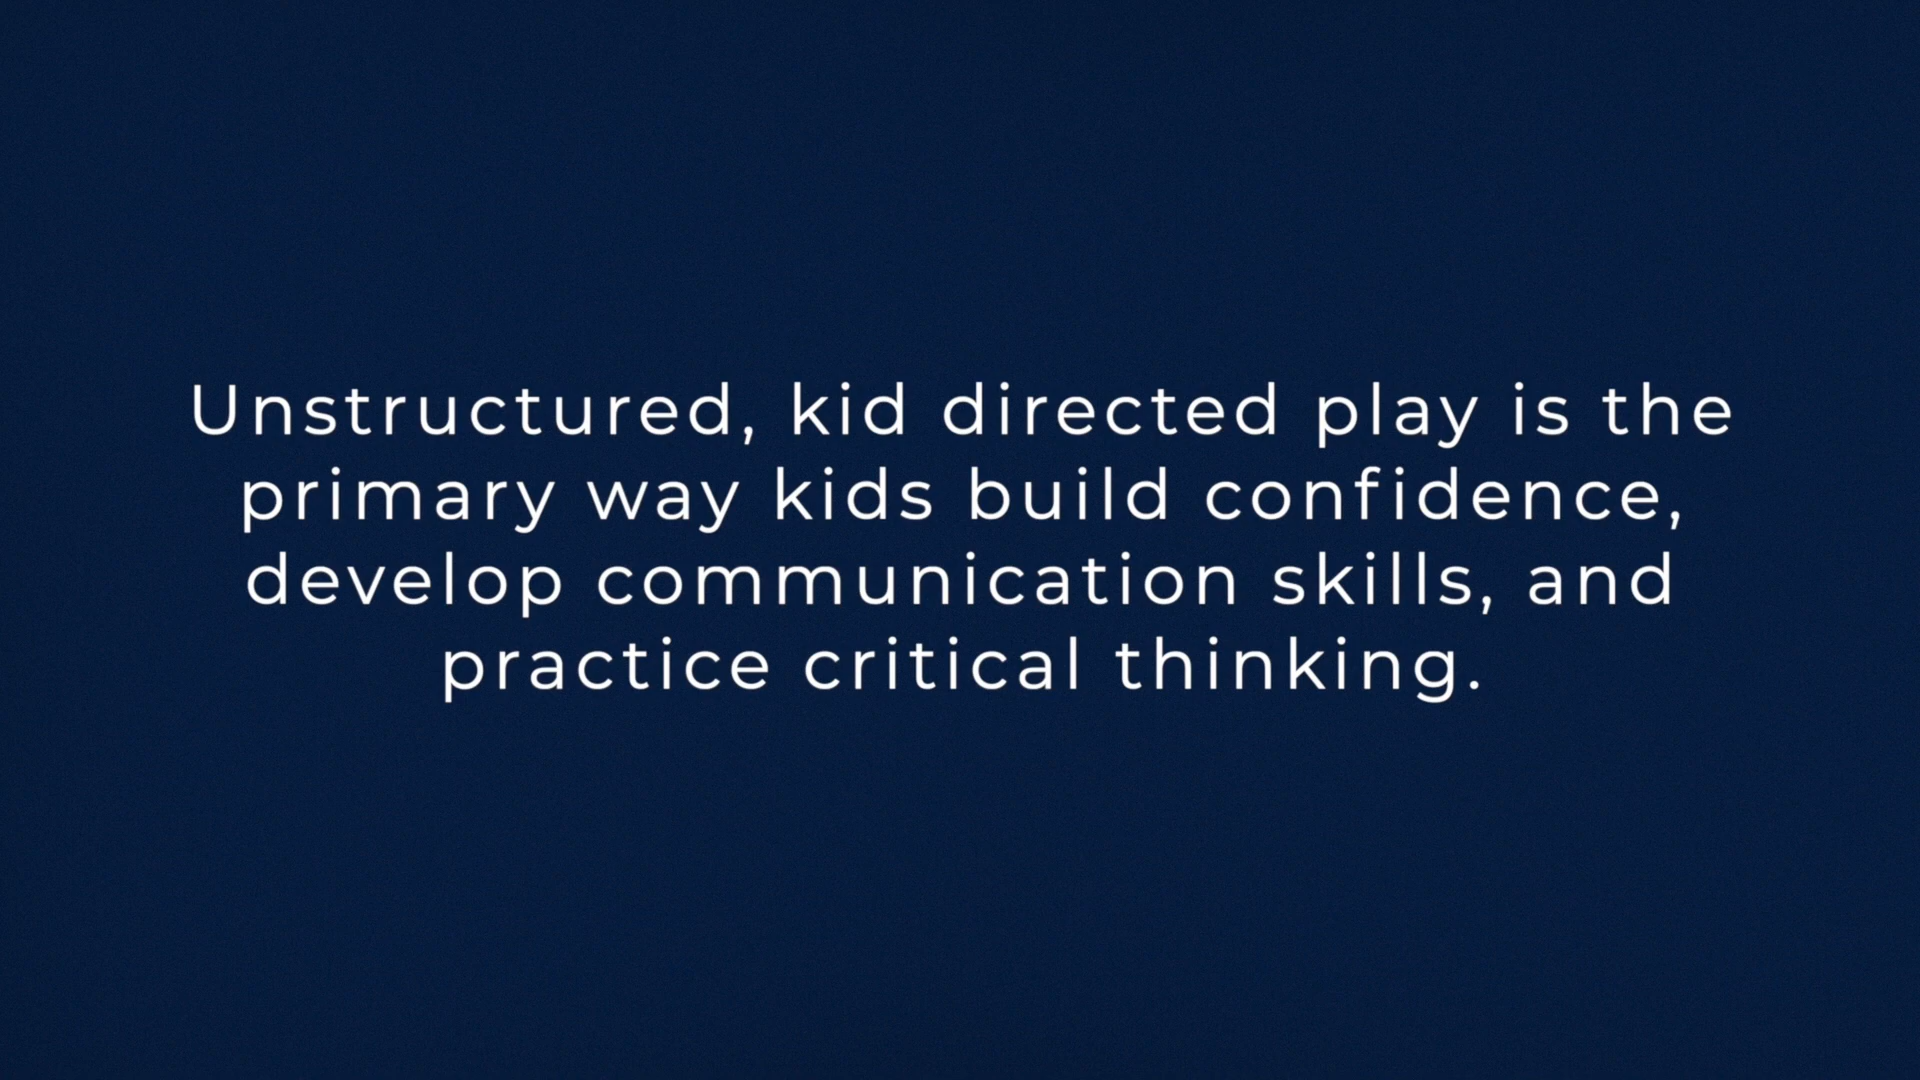 Unstructured, kid directed play is the
primary way kids build confidence,
develop communication skills, and
practice critical thinking.